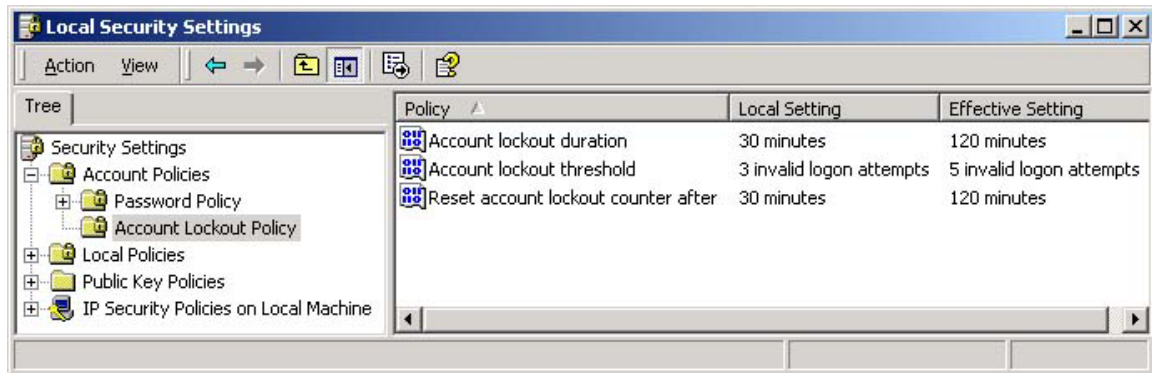 Local Security Settings
Action View
Tree
Security Settings
Account Policies
Password Policy
Account Lockout Policy
Local Policies
Public Key Policies
IP Security Policies on Local Machine
Policy Local Setting Effective Setting
Account lockout duration 30 minutes 120 minutes
Account lockout threshold 3 invalid logon attempts 5 invalid logon attempts
Reset account lockout counter after 30 minutes 120 minutes